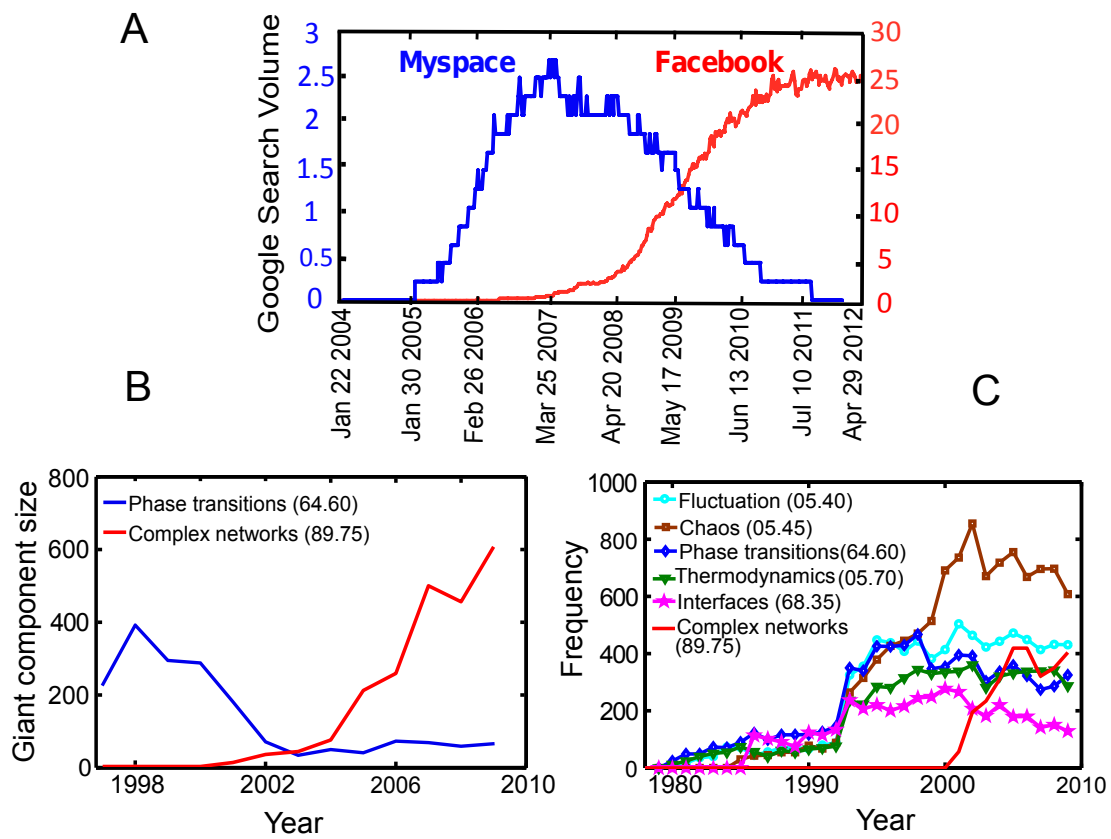 A
Myspace
Facebook
Google Search Volume
3
2.5
2
1.5
1
0.5
0
30
25
20
15
10
5
0
Jan 22 2004
Jan 30 2005
Feb 26 2006
Mar 25 2007
Apr 20 2008
May 17 2009
Jun 13 2010
Jul 10 2011
Apr 29 2012
B
Giant component size
800
600
400
200
0
Phase transitions (64.60)
Complex networks (89.75)
1998
2002
2006
2010
Year
C
Frequency
1000
800
600
400
200
0
Fluctuation (05.40)
Chaos (05.45)
Phase transitions(64.60)
Thermodynamics(05.70)
Interfaces (68.35)
Complex networks
(89.75)
1980
1990
2000
2010
Year